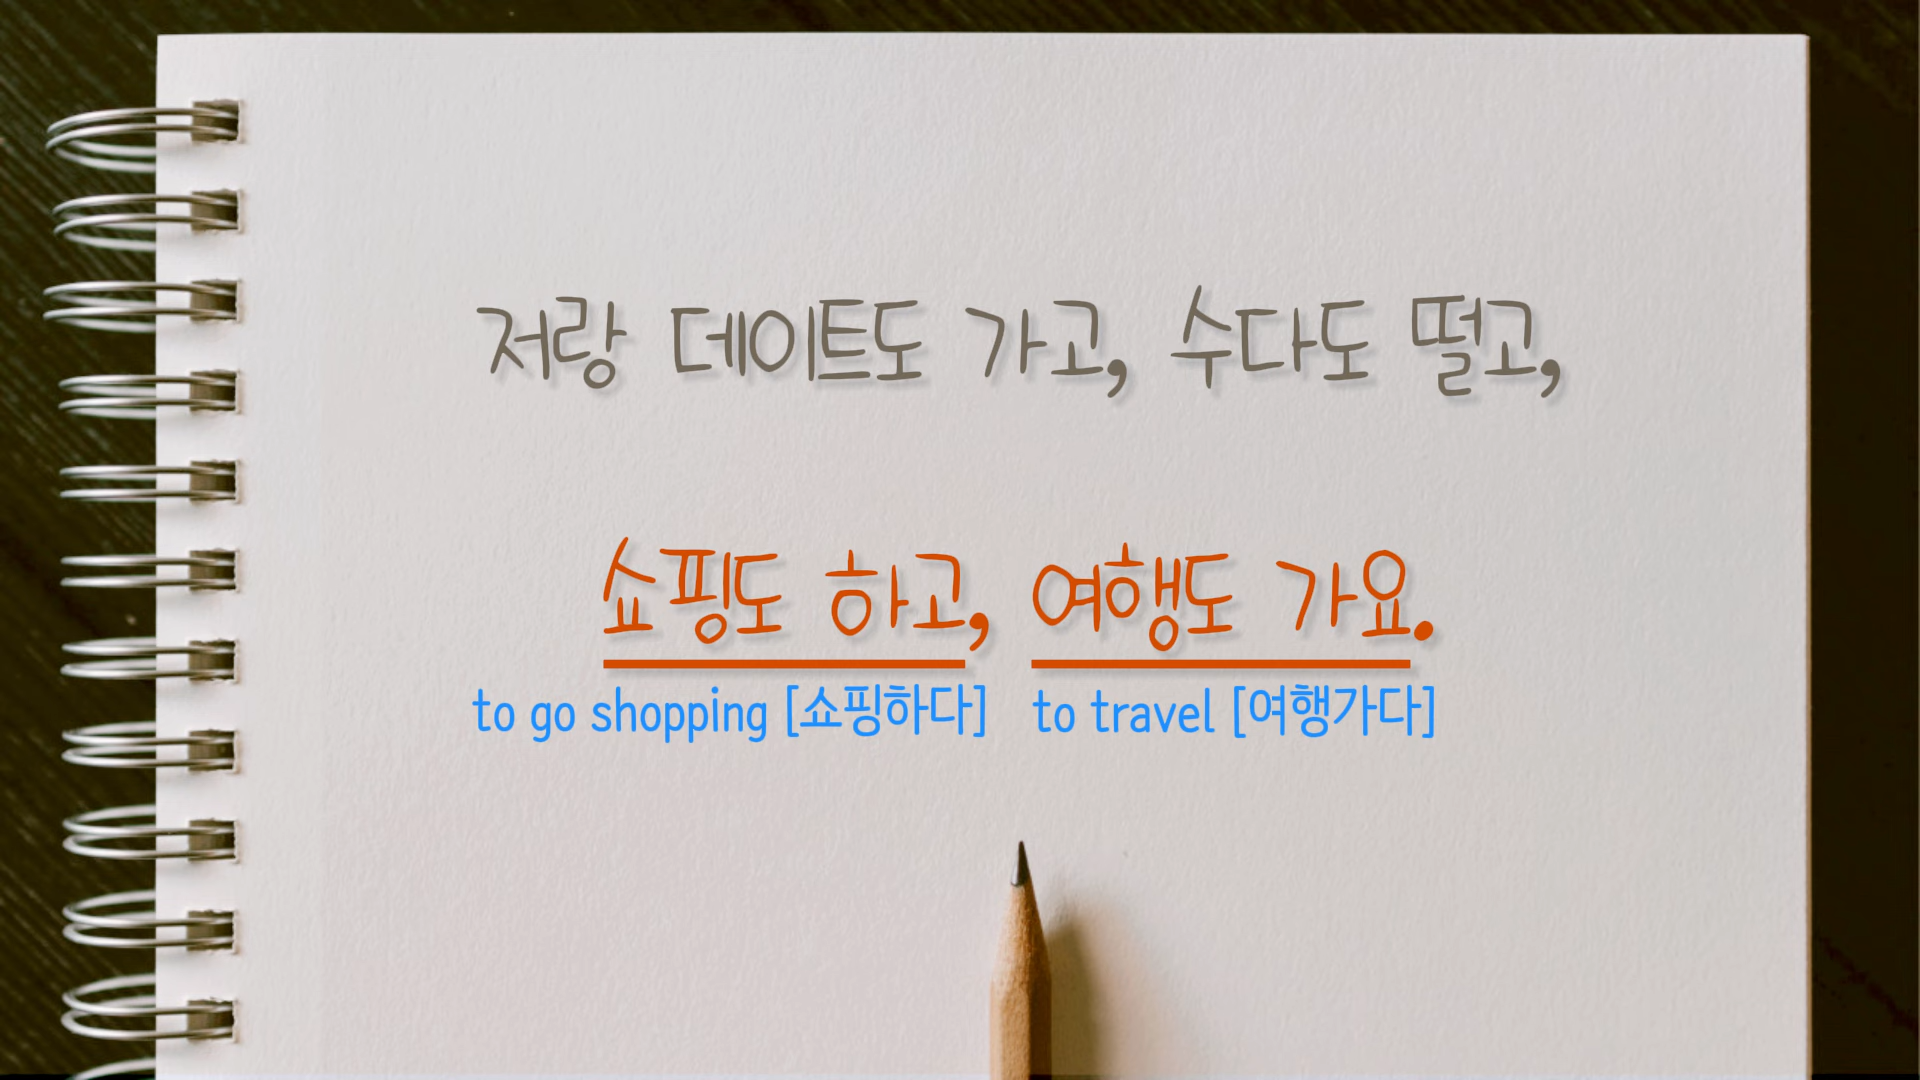 저랑 데이트도 가고, 수다도 떨고,
쇼핑도 하고, 여행도 가요.
to go shopping [쇼핑하다] to travel [여행가다]